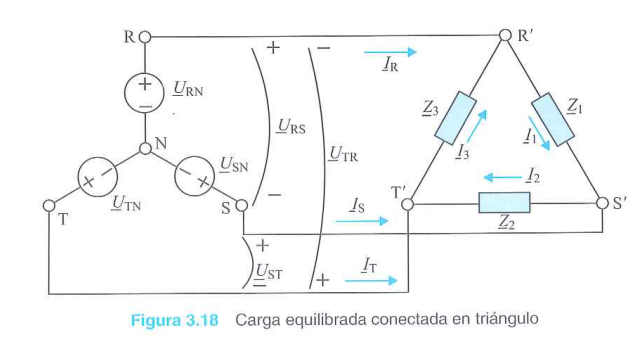 R
R'
+
−
I_R
+
−
U_RN
U_RS
U_TR
Z_3
Z_1
I_3
I_1
N
U_SN
− +
+ −
U_TN
T
S
−
I_S
T'
I_2
Z_2
S'
+
U_ST
−
+
I_T
Figura 3.18 Carga equilibrada conectada en triángulo